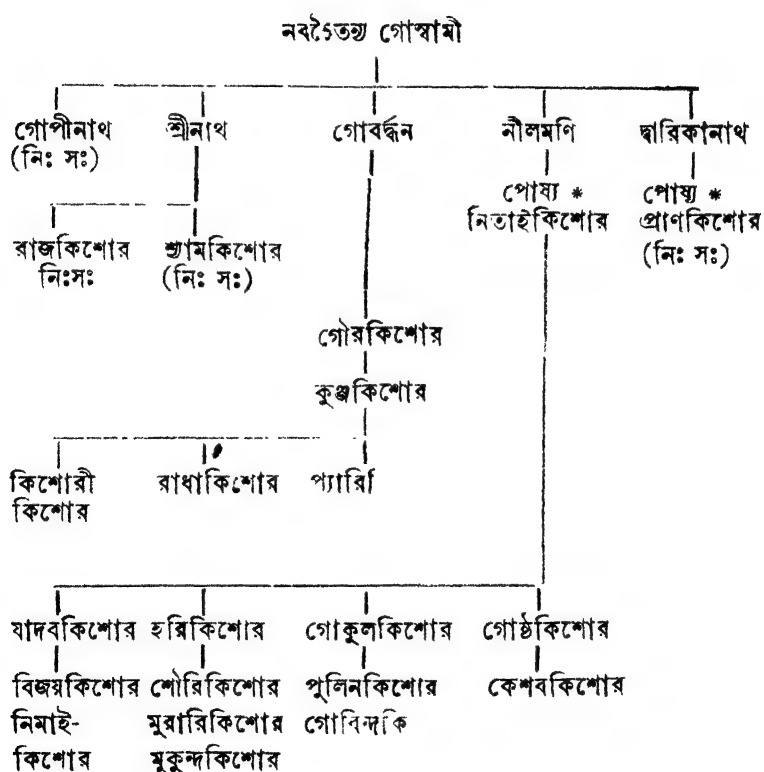 নবচৈতন্য গোস্বামী
গোপীনাথ শ্রীনাথ গোবর্দ্ধন নীলমণি দ্বারিকানাথ
(নিঃ সঃ)
পোষ্য * পোষ্য *
নিতাইকিশোর প্রাণকিশোর
রাজকিশোর শ্যামকিশোর (নিঃ সঃ)
নিঃসঃ (নিঃ সঃ)
গৌরকিশোর
কুঞ্জকিশোর
কিশোরী রাধাকিশোর প্যারি
কিশোর
যাদবকিশোর হরিকিশোর গোকুলকিশোর গোষ্ঠকিশোর
বিজয়কিশোর শৌরিকিশোর পুলিনকিশোর কেশবকিশোর
নিমাই- মুরারিকিশোর গোবিন্দকি
কিশোর মুকুন্দকিশোর